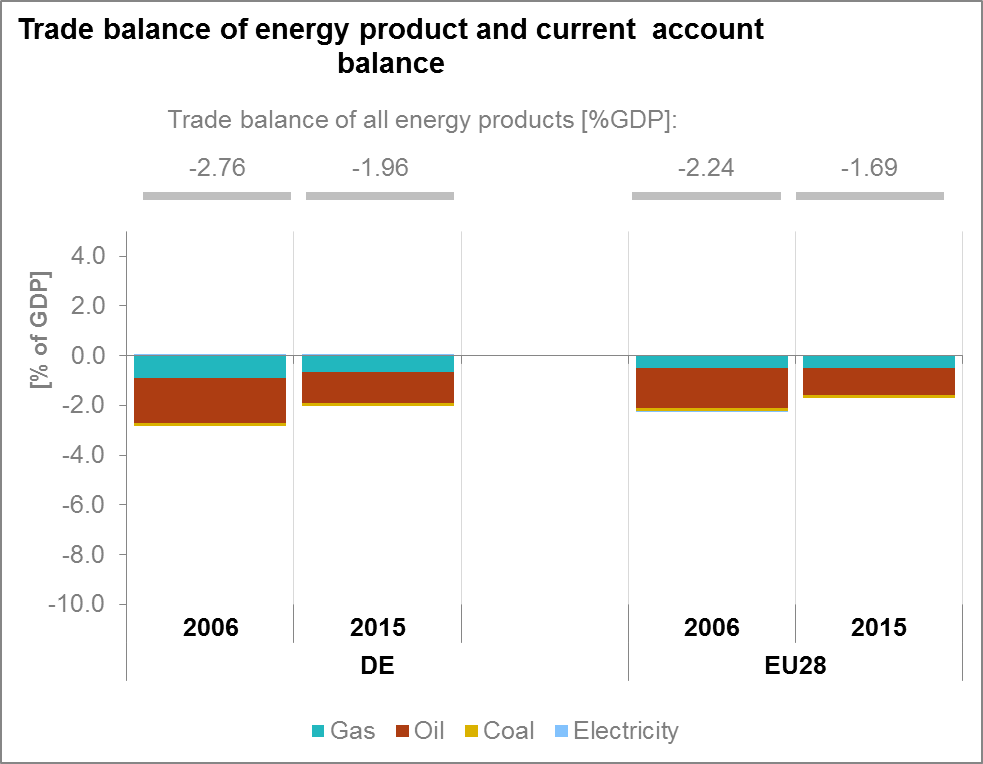 Trade balance of energy product and current  account
balance
Trade balance of all energy products [%GDP]:
-2.76 -1.96 -2.24 -1.69
[% of GDP]
4.0
2.0
0.0
-2.0
-4.0
-6.0
-8.0
-10.0
2006 2015 2006 2015
DE EU28
Gas Oil Coal Electricity